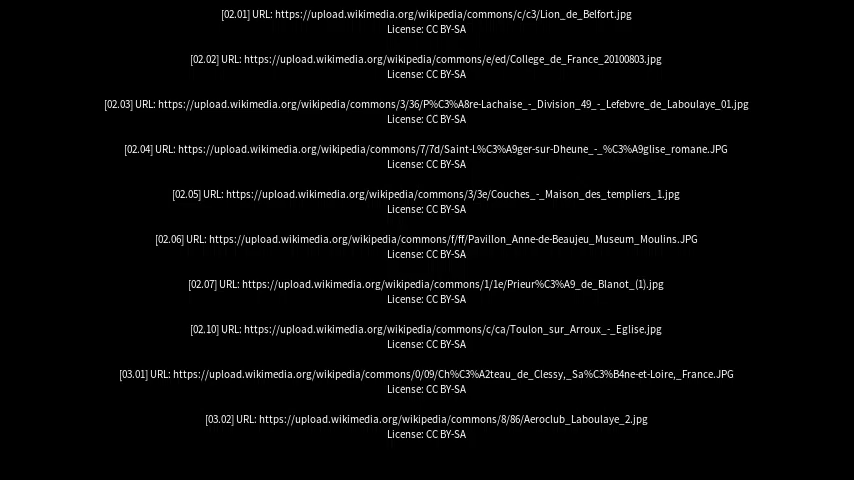 [02.01] URL: https://upload.wikimedia.org/wikipedia/commons/c/c3/Lion_de_Belfort.jpg
License: CC BY-SA
[02.02] URL: https://upload.wikimedia.org/wikipedia/commons/e/ed/College_de_France_20100803.jpg
License: CC BY-SA
[02.03] URL: https://upload.wikimedia.org/wikipedia/commons/3/36/P%C3%A8re-Lachaise_-_Division_49_-_Lefebvre_de_Laboulaye_01.jpg
License: CC BY-SA
[02.04] URL: https://upload.wikimedia.org/wikipedia/commons/7/7d/Saint-L%C3%A9ger-sur-Dheune_-_%C3%A9glise_romane.JPG
License: CC BY-SA
[02.05] URL: https://upload.wikimedia.org/wikipedia/commons/3/3e/Couches_-_Maison_des_templiers_1.jpg
License: CC BY-SA
[02.06] URL: https://upload.wikimedia.org/wikipedia/commons/f/ff/Pavillon_Anne-de-Beaujeu_Museum_Moulins.JPG
License: CC BY-SA
[02.07] URL: https://upload.wikimedia.org/wikipedia/commons/1/1e/Prieur%C3%A9_de_Blanot_(1).jpg
License: CC BY-SA
[02.10] URL: https://upload.wikimedia.org/wikipedia/commons/c/ca/Toulon_sur_Arroux_-_Eglise.jpg
License: CC BY-SA
[03.01] URL: https://upload.wikimedia.org/wikipedia/commons/0/09/Ch%C3%A2teau_de_Clessy,_Sa%C3%B4ne-et-Loire,_France.JPG
License: CC BY-SA
[03.02] URL: https://upload.wikimedia.org/wikipedia/commons/8/86/Aeroclub_Laboulaye_2.jpg
License: CC BY-SA